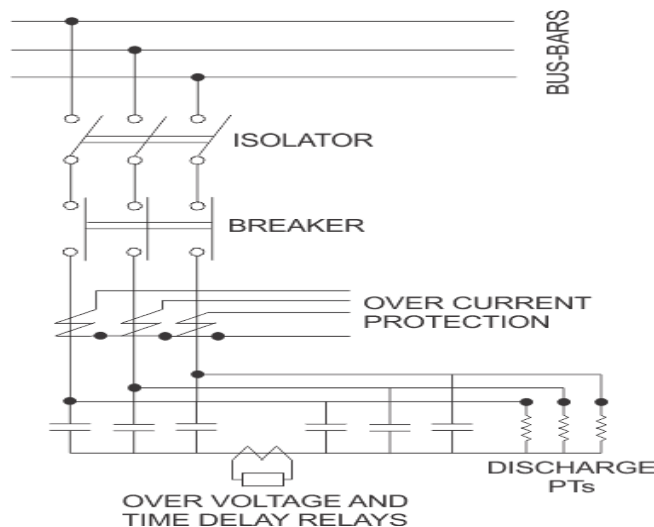 BUS-BARS
ISOLATOR
BREAKER
OVER CURRENT
PROTECTION
DISCHARGE
PTs
OVER VOLTAGE AND
TIME DELAY RELAYS